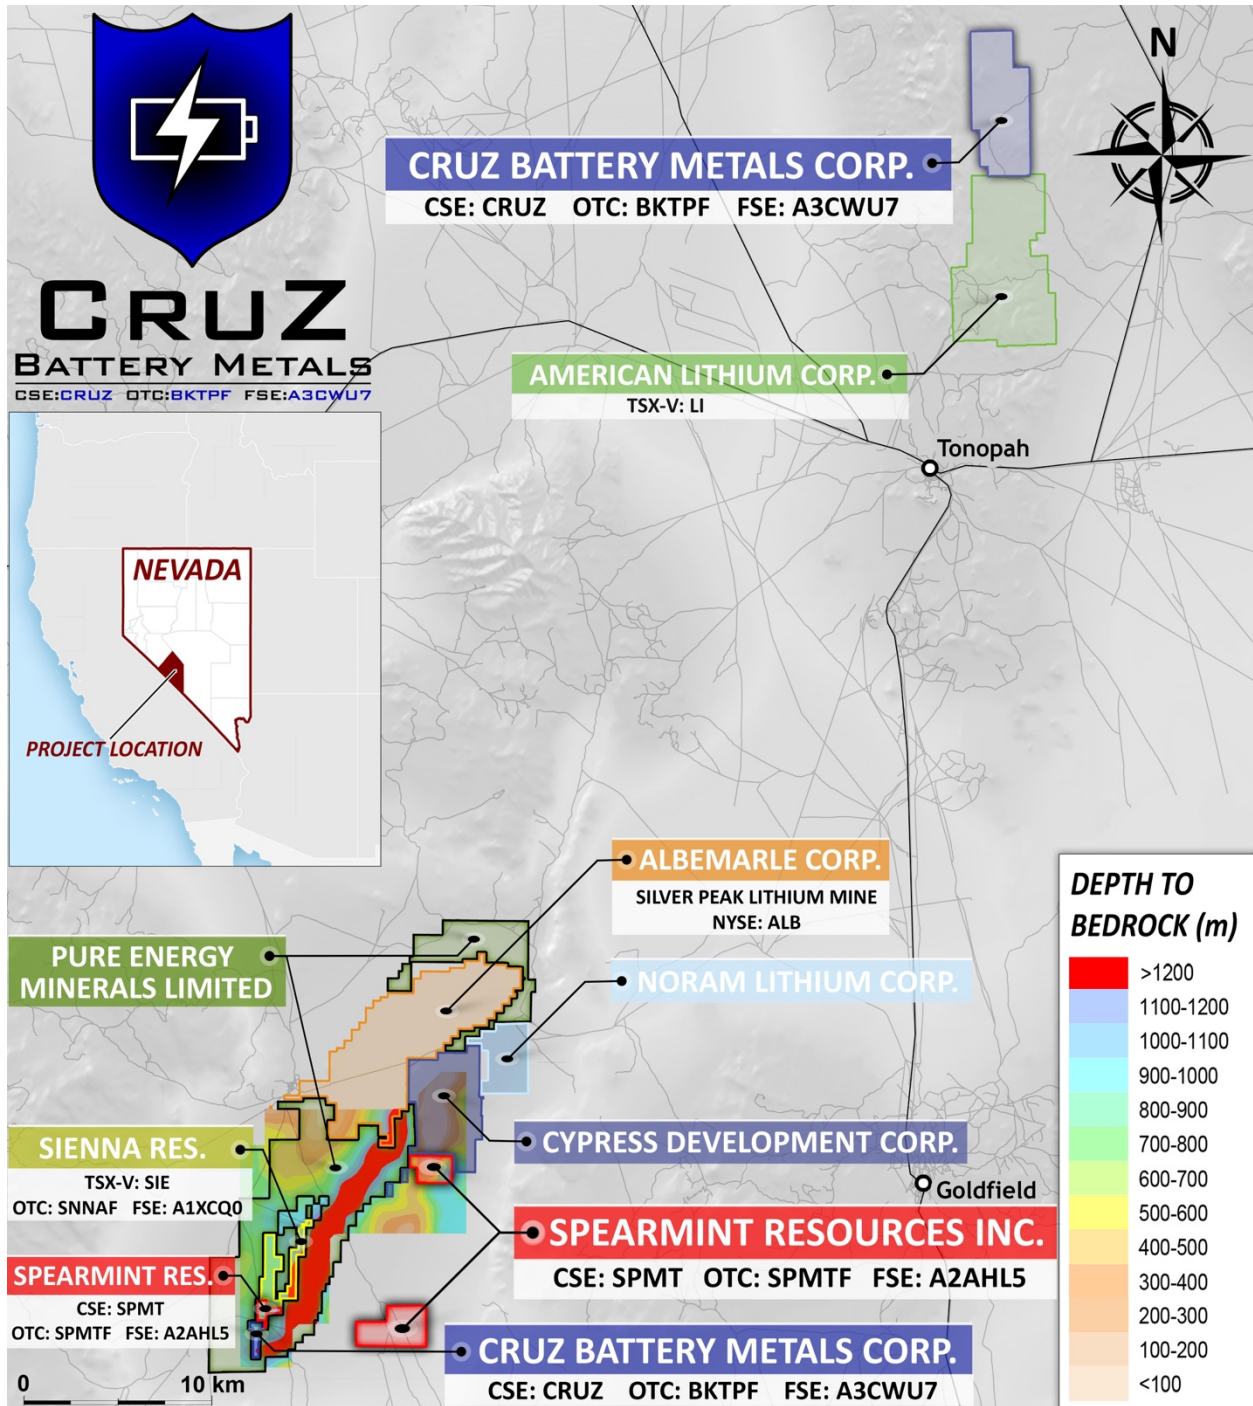 N
CRUZ BATTERY METALS CORP.
CSE: CRUZ OTC: BKTPF FSE: A3CWU7
CRUZ
BATTERY METALS
CSE:CRUZ OTC:BKTPF FSE:A3CWU7
AMERICAN LITHIUM CORP.
TSX-V: LI
Tonopah
NEVADA
PROJECT LOCATION
ALBEMARLE CORP.
SILVER PEAK LITHIUM MINE
NYSE: ALB
PURE ENERGY
MINERALS LIMITED
NORAM LITHIUM CORP.
CYPRESS DEVELOPMENT CORP.
SIENNA RES.
TSX-V: SIE
OTC: SNNAF FSE: A1XCQ0
Goldfield
SPEARMINT RESOURCES INC.
CSE: SPMT OTC: SPMTF FSE: A2AHL5
SPEARMINT RES.
CSE: SPMT
OTC: SPMTF FSE: A2AHL5
CRUZ BATTERY METALS CORP.
CSE: CRUZ OTC: BKTPF FSE: A3CWU7
0 10 km
DEPTH TO
BEDROCK (m)
>1200
1100-1200
1000-1100
900-1000
800-900
700-800
600-700
500-600
400-500
300-400
200-300
100-200
<100